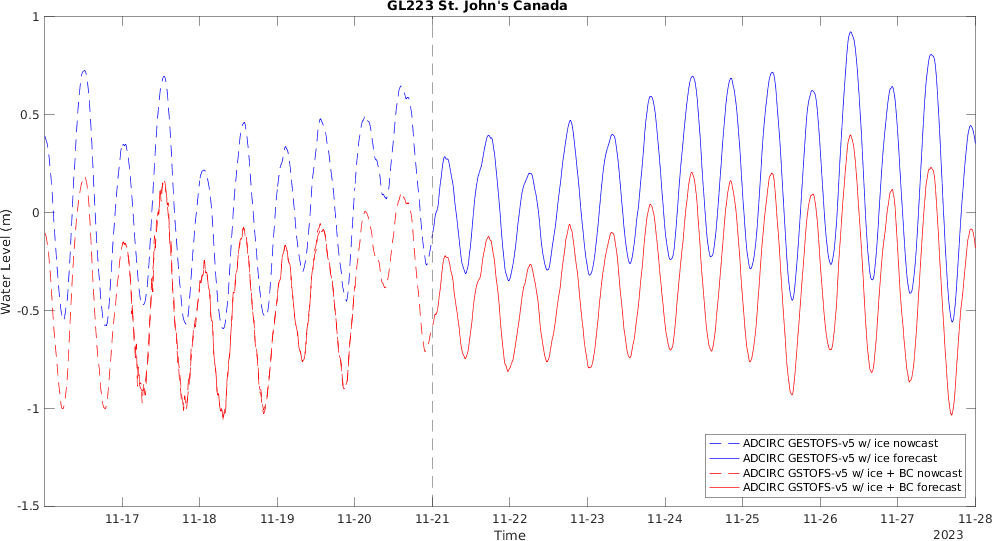 GL223 St. John's Canada
1
0.5
0
-0.5
-1
-1.5
Water Level (m)
ADCIRC GESTOFS-v5 w/ ice nowcast
ADCIRC GESTOFS-v5 w/ ice forecast
ADCIRC GSTOFS-v5 w/ ice + BC nowcast
ADCIRC GSTOFS-v5 w/ ice + BC forecast
11-17 11-18 11-19 11-20 11-21 11-22 11-23 11-24 11-25 11-26 11-27 11-28
Time
2023